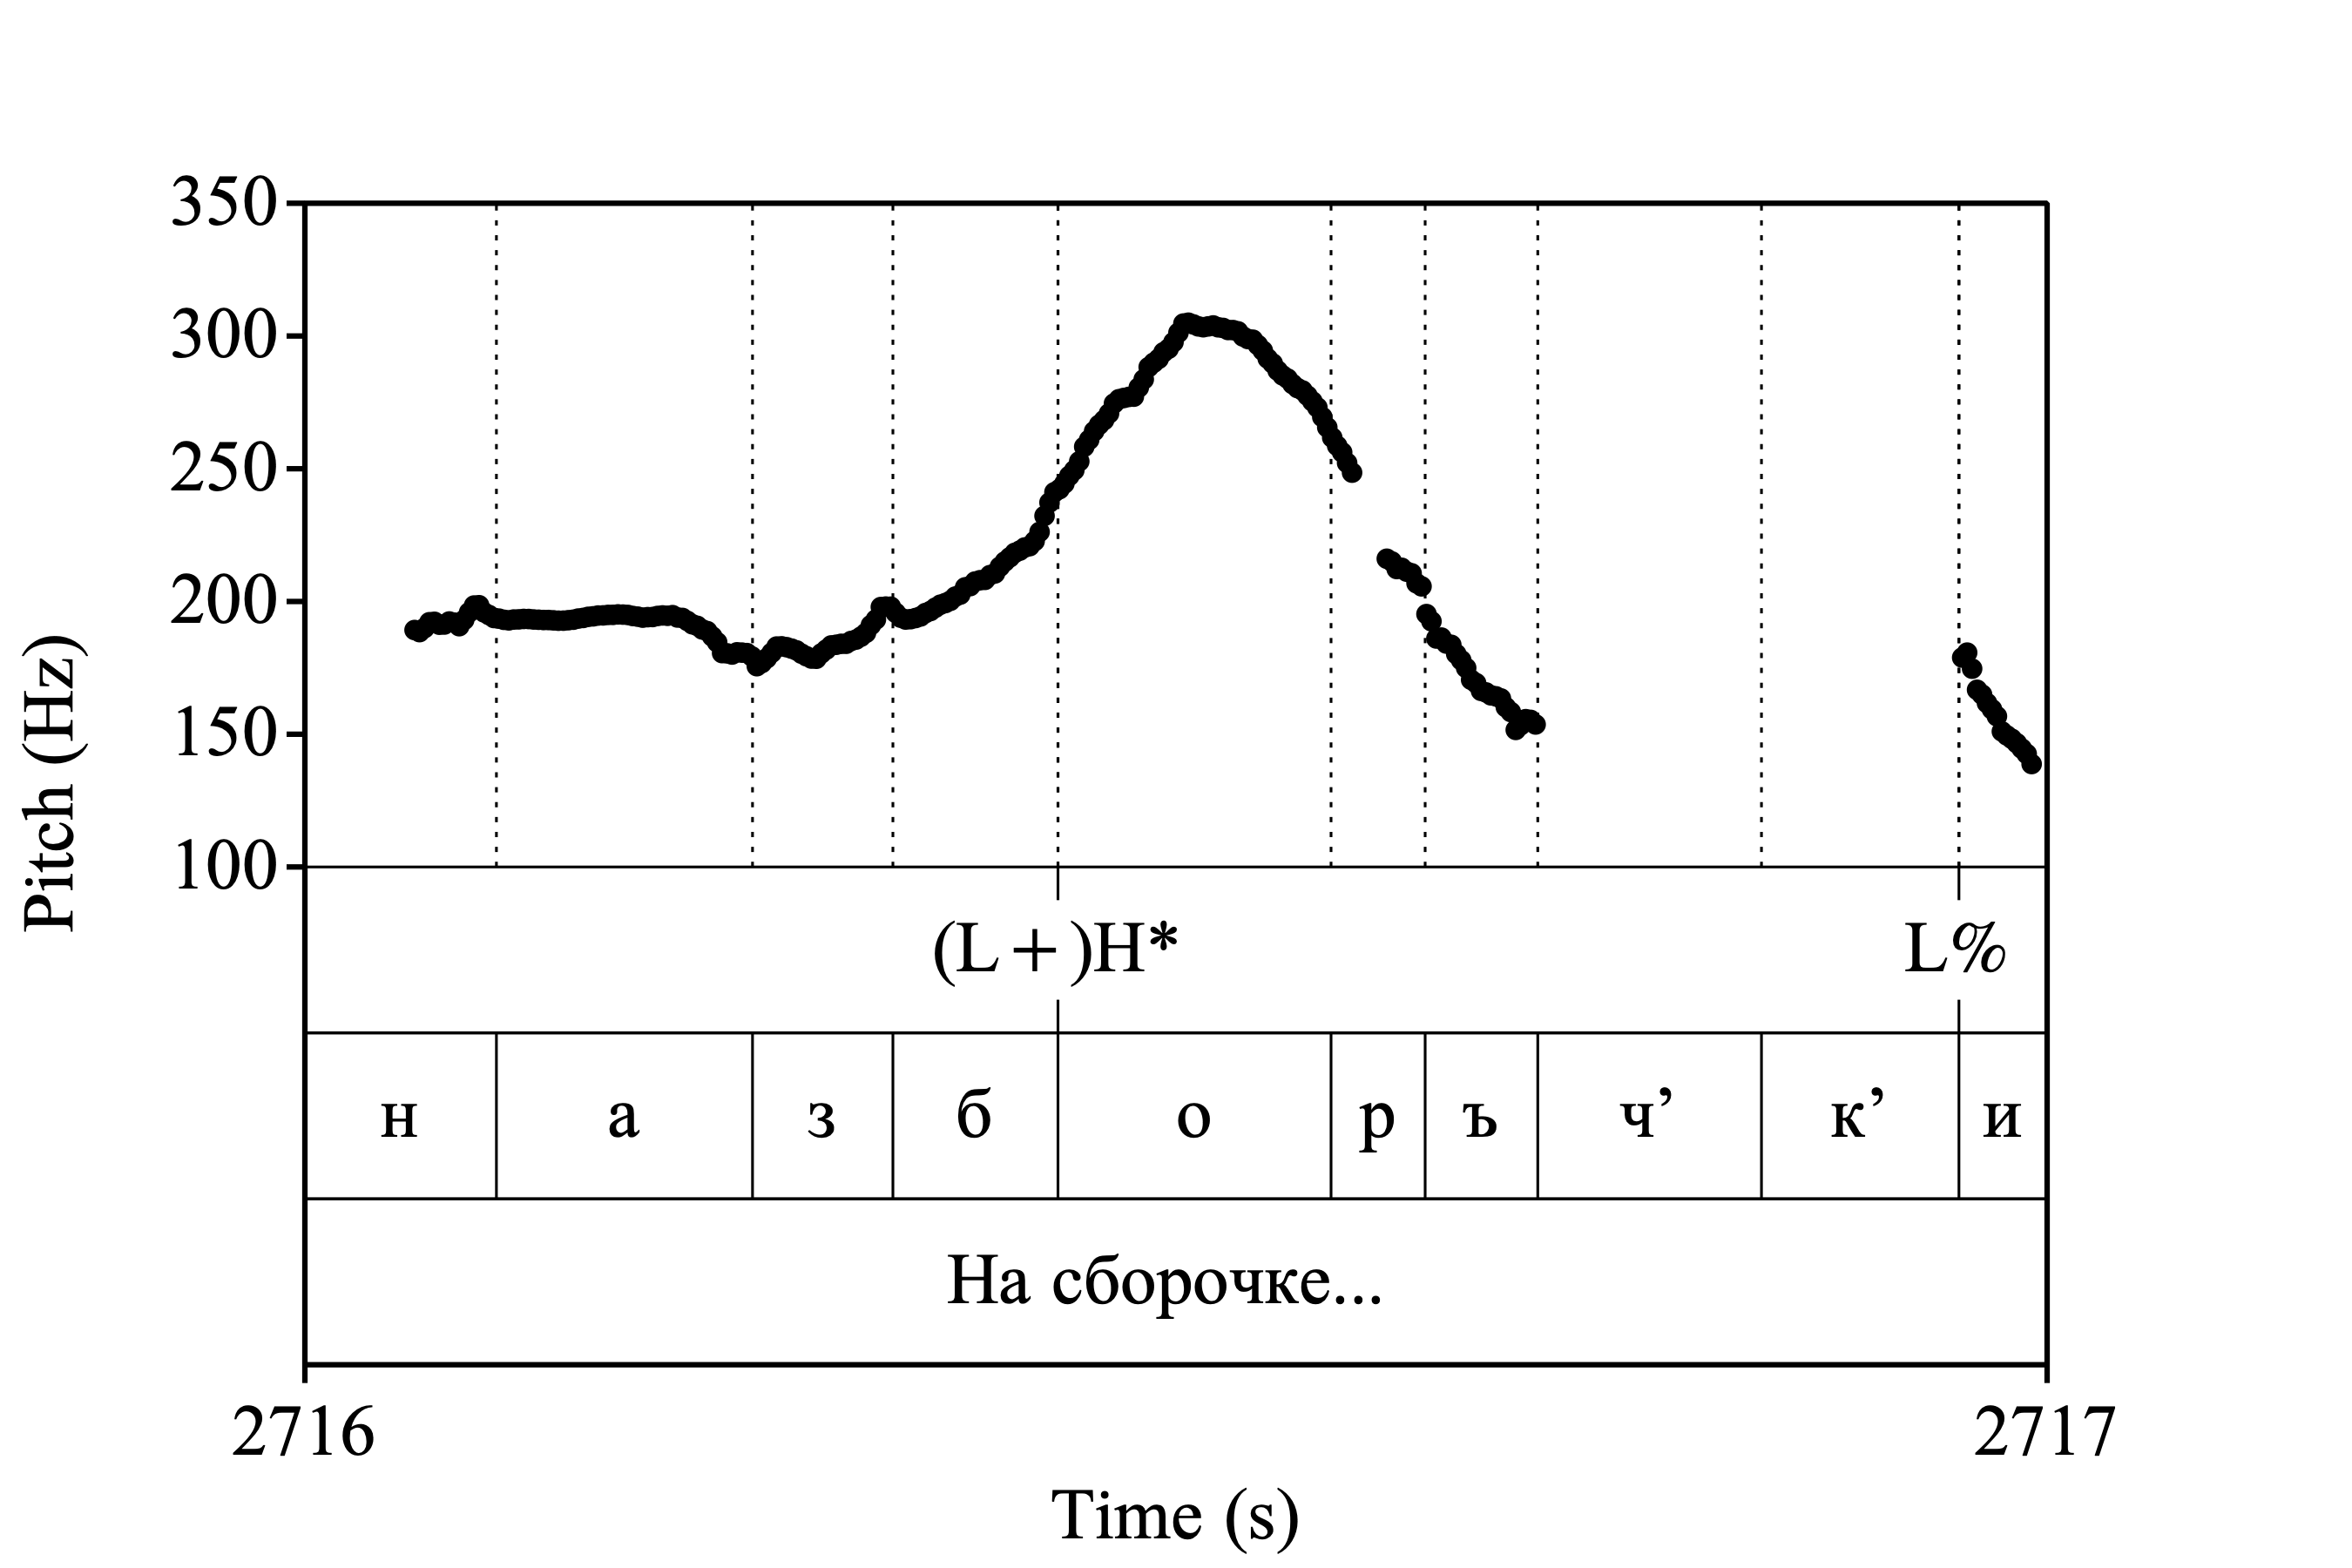 350
300
250
200
150
100
Pitch (Hz)
(L+)H* L%
н а з б о р ъ ч’ к’ и
На сборочке...
2716 2717
Time (s)